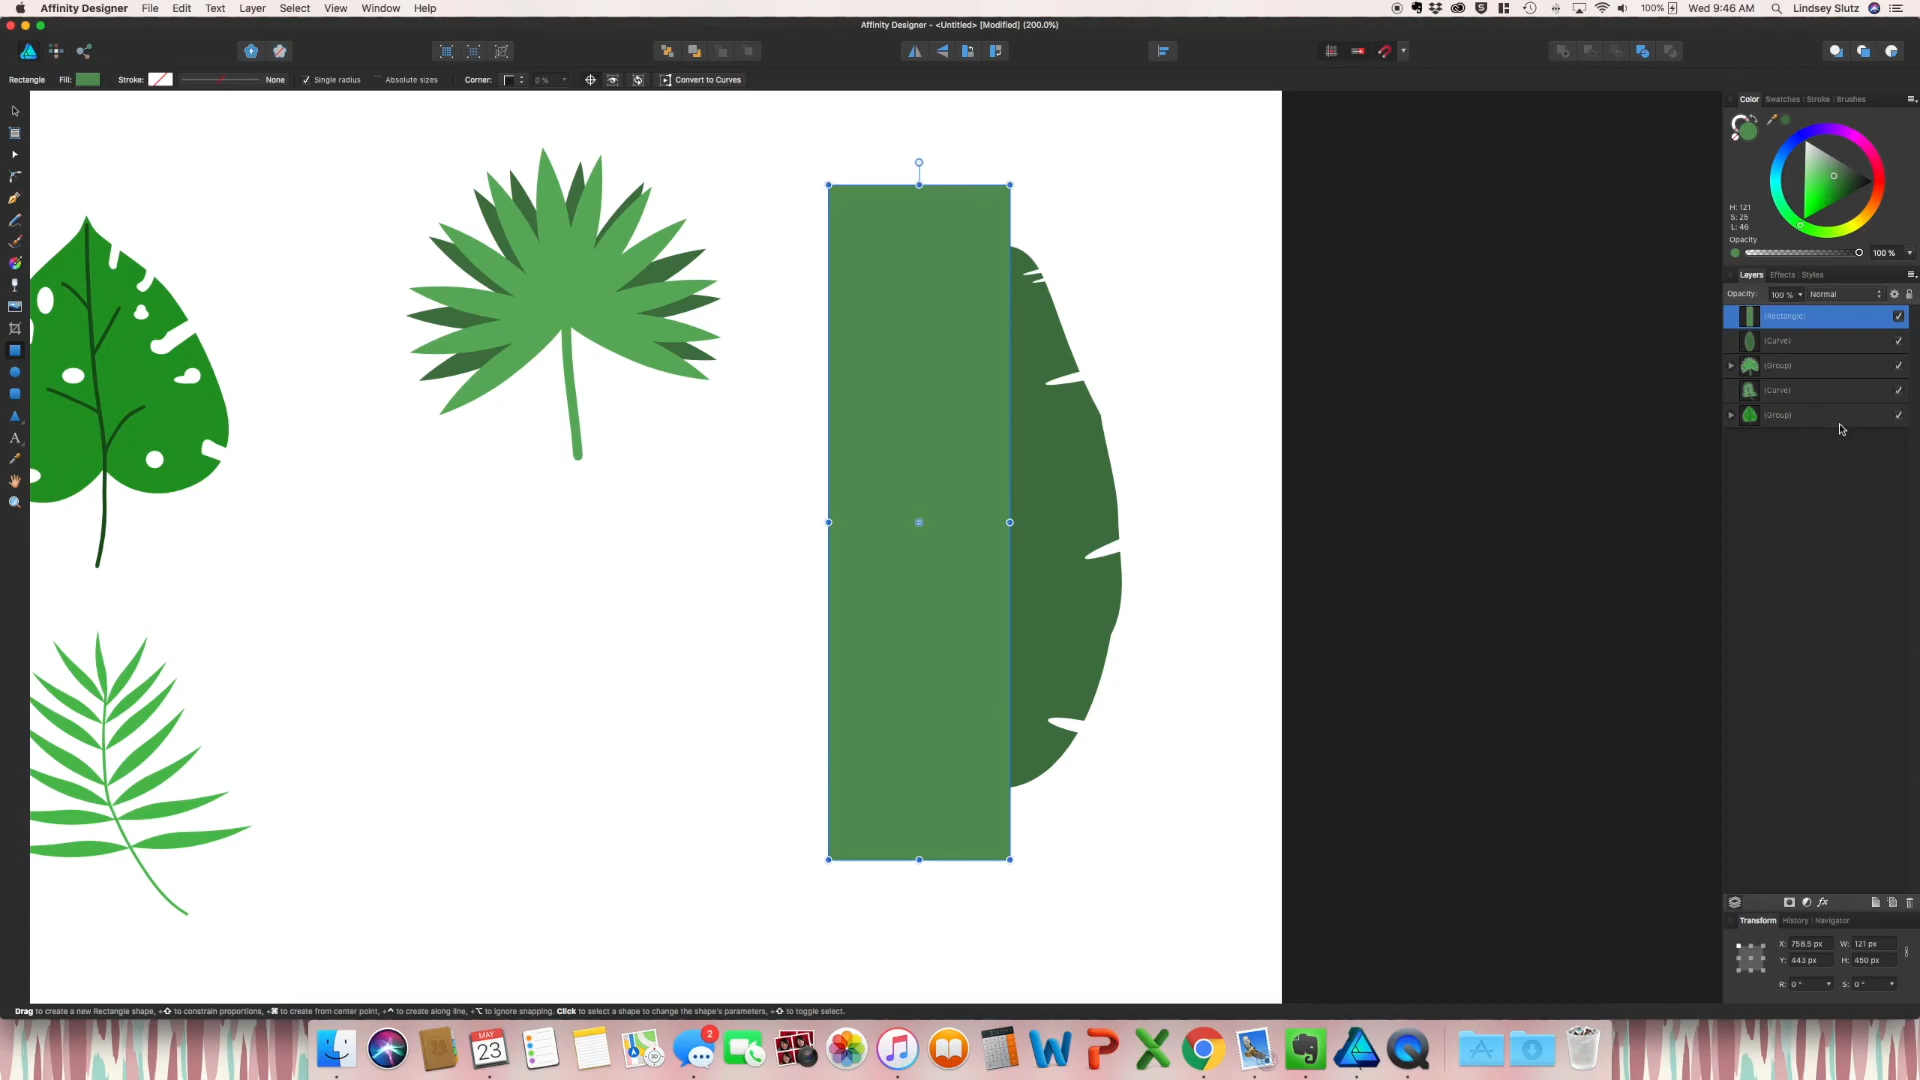 Affinity Designer File Edit Text Layer Select View Window Help
100% Wed 9:46 AM Lindsey Slutz
Affinity Designer - <Untitled> [Modified] (200.0%)
Rectangle Fill: Stroke: None Single radius Absolute sizes Corner: 0 % Convert to Curves
Color Swatches Stroke Brushes
H: 121
S: 25
L: 46
Opacity
100 %
Layers Effects Styles
Opacity: 100 % Normal
(Rectangle)
(Curve)
(Group)
(Curve)
(Group)
A
fx
Transform History Navigator
X: 758.5 px W: 121 px
Y: 443 px H: 450 px
R: 0 ° S: 0 °
Drag to create a new Rectangle shape, +⇧ to constrain proportions, +⌘ to create from center point, +⌃ to create along line, +⌥ to ignore snapping. Click to select a shape to change the shape's parameters, +⇧ to toggle select.
MAY
23
2
3D